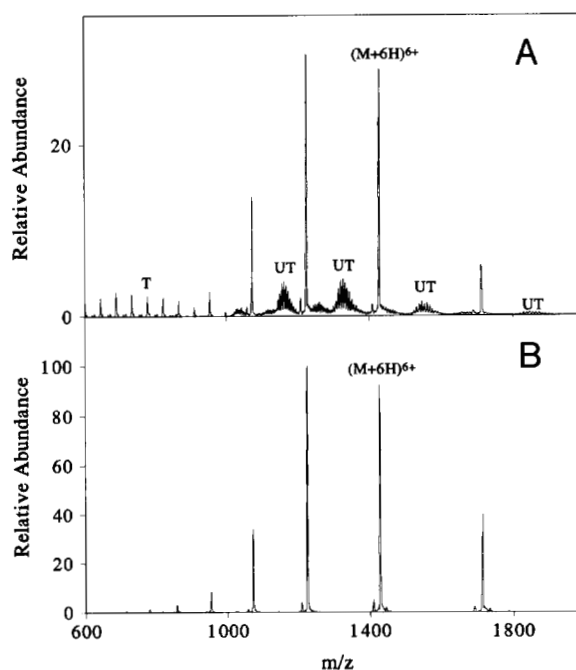 A
(M+6H)⁶⁺
Relative Abundance
20
0
T
UT
UT
UT
UT
B
(M+6H)⁶⁺
Relative Abundance
100
80
60
40
20
0
600
1000
1400
1800
m/z